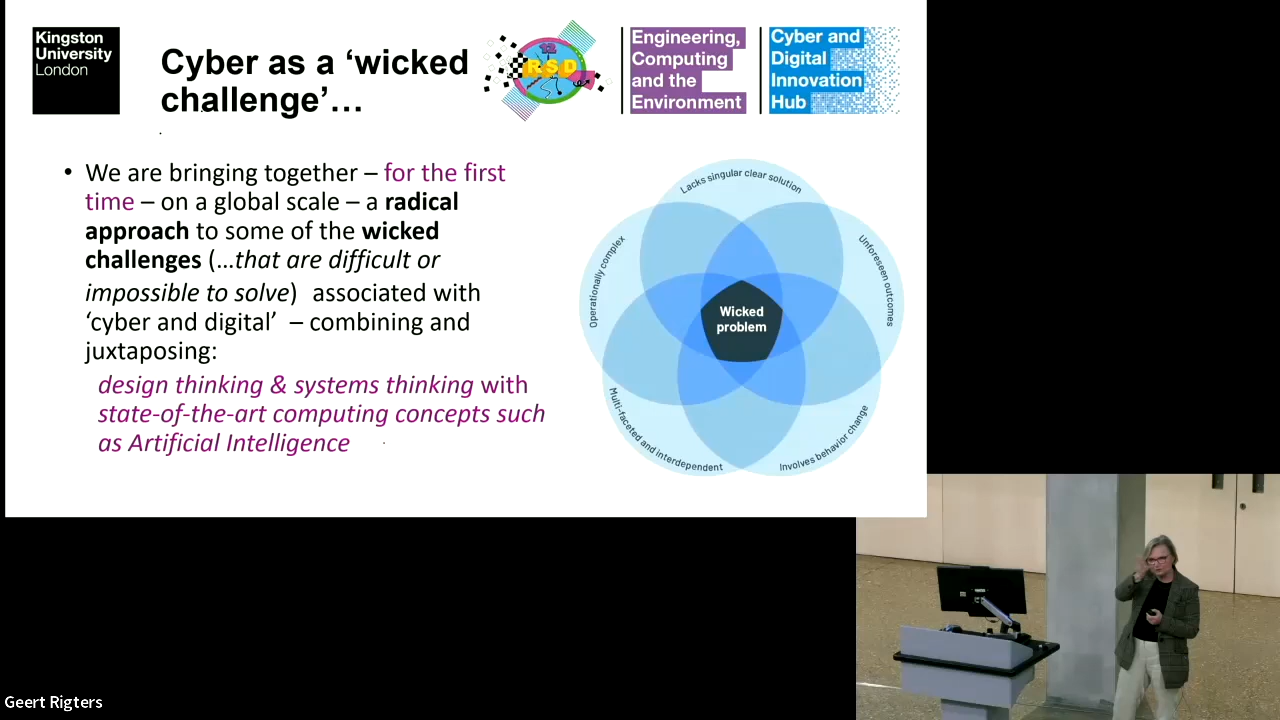 Kingston
University
London
Cyber as a ‘wicked
challenge’…
12
RSD
Engineering,
Computing
and the
Environment
Cyber and
Digital
Innovation
Hub
• We are bringing together – for the first
time – on a global scale – a radical
approach to some of the wicked
challenges (…that are difficult or
impossible to solve) associated with
‘cyber and digital’ – combining and
juxtaposing:
design thinking & systems thinking with
state-of-the-art computing concepts such
as Artificial Intelligence
Lacks singular clear solution
Operationally complex
Unforeseen outcomes
Wicked
problem
Multi-faceted and interdependent
Involves behavior change
Geert Rigters